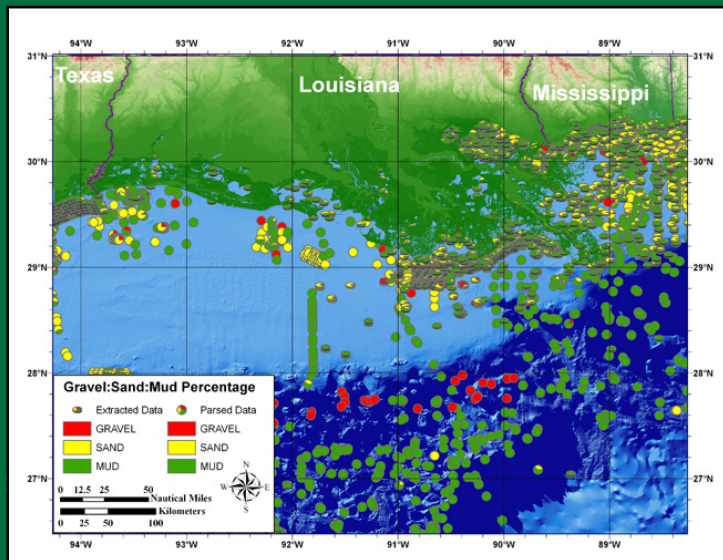 94°W 93°W 92°W 91°W 90°W 89°W
31°N 31°N
Texas
Louisiana
Mississippi
30°N 30°N
29°N 29°N
28°N 28°N
Gravel:Sand:Mud Percentage
Extracted Data Parsed Data
GRAVEL GRAVEL
SAND SAND
MUD MUD
27°N 27°N
0 12.5 25 50
Nautical Miles
Kilometers
0 25 50 100
N
W E
S
94°W 93°W 92°W 91°W 90°W 89°W